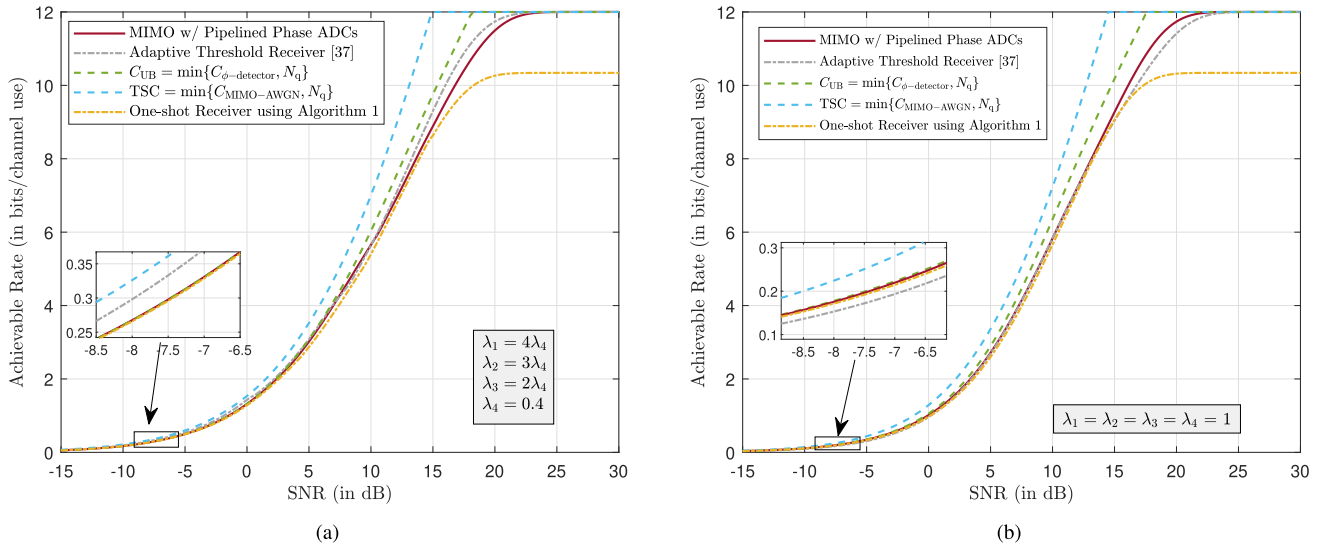 MIMO w/ Pipelined Phase ADCs
Adaptive Threshold Receiver [37]
C_UB = min{C_ϕ−detector, N_q}
TSC = min{C_MIMO−AWGN, N_q}
One-shot Receiver using Algorithm 1
Achievable Rate (in bits/channel use)
12
10
8
6
4
2
0
0.35
0.3
0.25
-8.5 -8 -7.5 -7 -6.5
λ1 = 4λ4
λ2 = 3λ4
λ3 = 2λ4
λ4 = 0.4
-15 -10 -5 0 5 10 15 20 25 30
SNR (in dB)
(a)
MIMO w/ Pipelined Phase ADCs
Adaptive Threshold Receiver [37]
C_UB = min{C_ϕ−detector, N_q}
TSC = min{C_MIMO−AWGN, N_q}
One-shot Receiver using Algorithm 1
Achievable Rate (in bits/channel use)
12
10
8
6
4
2
0
0.3
0.2
0.1
-8.5 -8 -7.5 -7 -6.5
λ1 = λ2 = λ3 = λ4 = 1
-15 -10 -5 0 5 10 15 20 25 30
SNR (in dB)
(b)